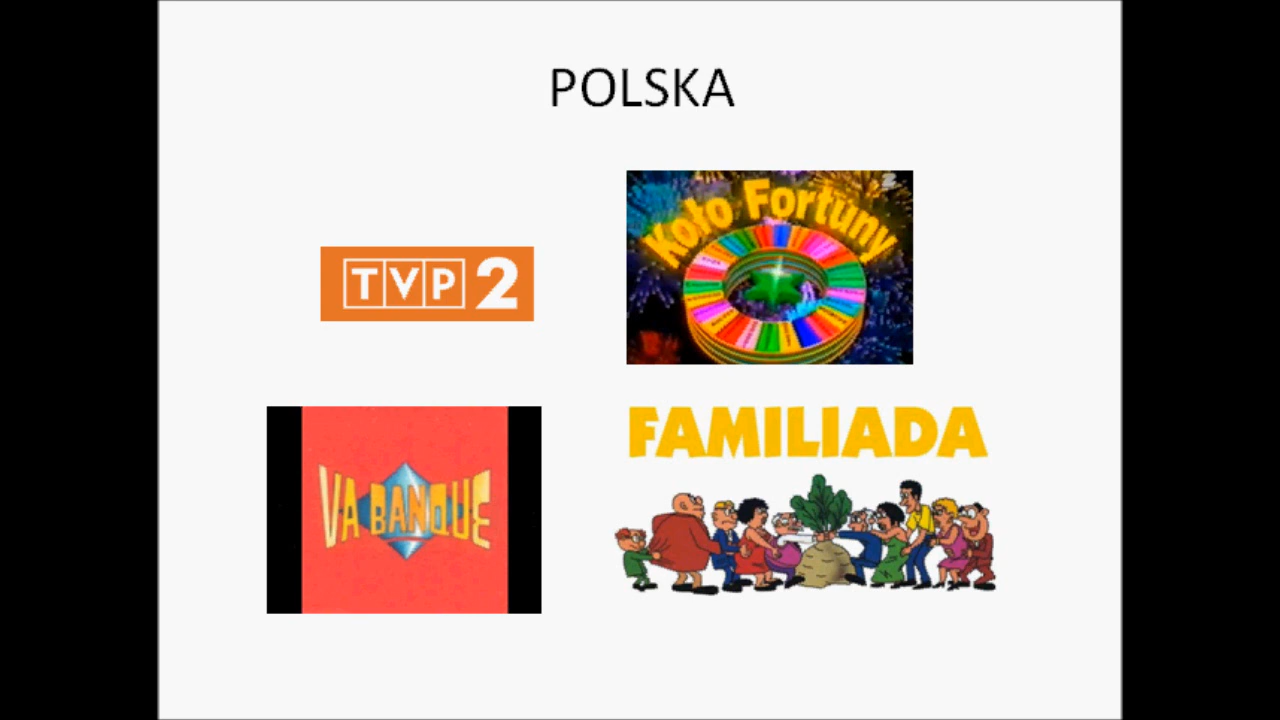 POLSKA
TVP 2
Koło Fortuny
VA BANQUE
FAMILIADA